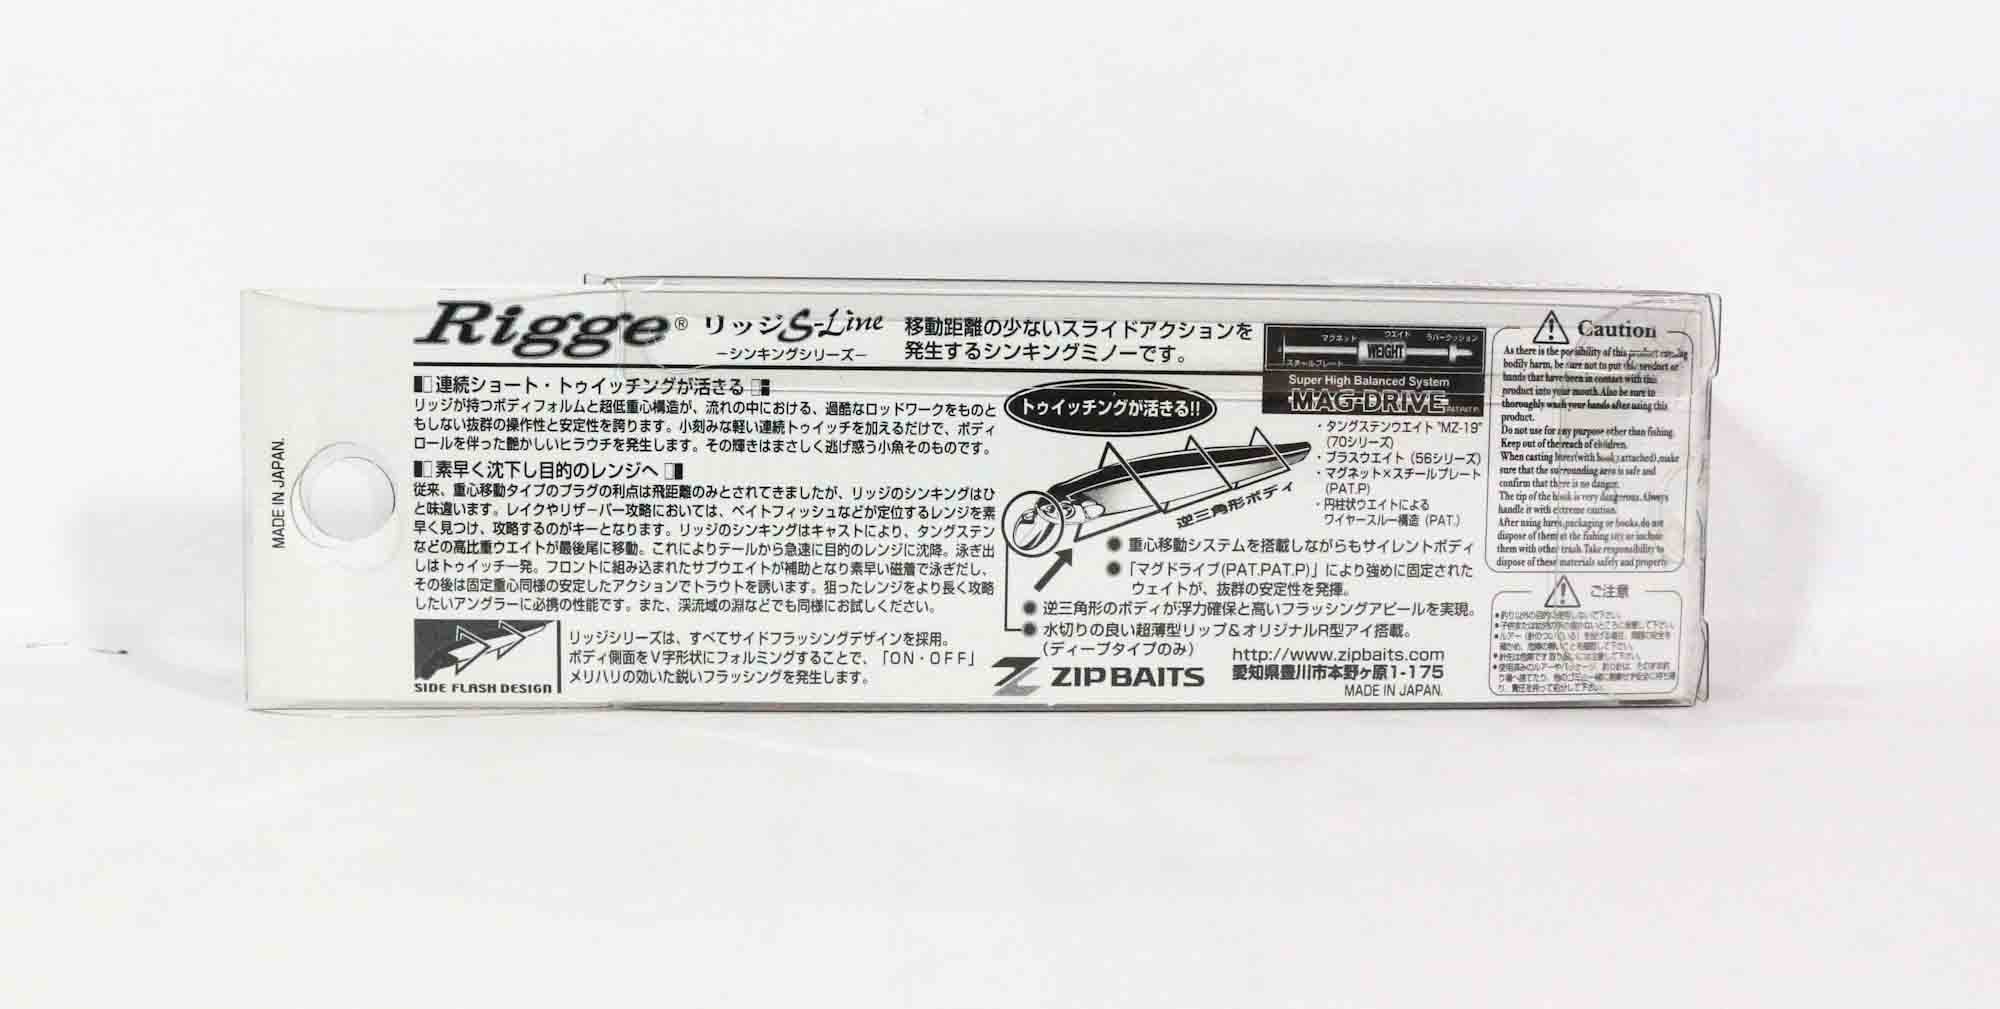 MADE IN JAPAN.
Rigge® リッジ S-Line
−シンキングシリーズ−
移動距離の少ないスライドアクションを
発生するシンキングミノーです。
連続ショート・トゥイッチングが活きる
リッジが持つボディフォルムと超低重心構造が、流れの中における、過酷なロッドワークをものと
もしない抜群の操作性と安定性を誇ります。小刻みな軽い連続トゥイッチを加えるだけで、ボディ
ロールを伴った艶かしいヒラウチを発生します。その輝きはまさしく逃げ惑う小魚そのものです。
素早く沈下し目的のレンジへ
従来、重心移動タイプのプラグの利点は飛距離のみとされてきましたが、リッジのシンキングはひ
と味違います。レイクやリザーバー攻略においては、ベイトフィッシュなどが定位するレンジを素
早く見つけ、攻略するのがキーとなります。リッジのシンキングはキャストにより、タングステン
などの高比重ウエイトが最後尾に移動。これによりテールから急速に目的のレンジに沈降。泳ぎ出
しはトゥイッチ一発。フロントに組み込まれたサブウエイトが補助となり素早い磁着で泳ぎだし、
その後は固定重心同様の安定したアクションでトラウトを誘います。狙ったレンジをより長く攻略
したいアングラーに必携の性能です。また、渓流域の淵などでも同様にお試しください。
SIDE FLASH DESIGN
リッジシリーズは、すべてサイドフラッシングデザインを採用。
ボディ側面をV字形状にフォルミングすることで、「ON・OFF」
メリハリの効いた鋭いフラッシングを発生します。
トゥイッチングが活きる!!
逆三角形ボディ
マグネット
ウエイト
ラバークッション
WEIGHT
スチールプレート
Super High Balanced System
MAG-DRIVE PAT.PAT.P.
・タングステンウエイト "MZ-19"
(70シリーズ)
・ブラスウエイト (56シリーズ)
・マグネット×スチールプレート
(PAT.P)
・円柱状ウエイトによる
ワイヤースルー構造 (PAT.)
● 重心移動システムを搭載しながらもサイレントボディ
● 「マグドライブ(PAT.PAT.P)」により強めに固定された
ウェイトが、抜群の安定性を発揮。
● 逆三角形のボディが浮力確保と高いフラッシングアピールを実現。
● 水切りの良い超薄型リップ&オリジナルR型アイ搭載。
(ディープタイプのみ)
ZIPBAITS
http://www.zipbaits.com
愛知県豊川市本野ヶ原1-175
MADE IN JAPAN.
Caution
As there is the possibility of this product causing
bodily harm, be sure not to put this product or
hands that have been in contact with this
product into your mouth. Also be sure to
thoroughly wash your hands after using this
product.
Do not use for any purpose other than fishing.
Keep out of the reach of children.
When casting lures(with hooks attached),make
sure that the surrounding area is safe and
confirm that there is no danger.
The tip of the hook is very dangerous. Always
handle it with extreme caution.
After using lures,packaging or hooks,do not
dispose of them at the fishing site or include
them with other trash. Take responsibility to
dispose of these materials safely and properly
ご注意